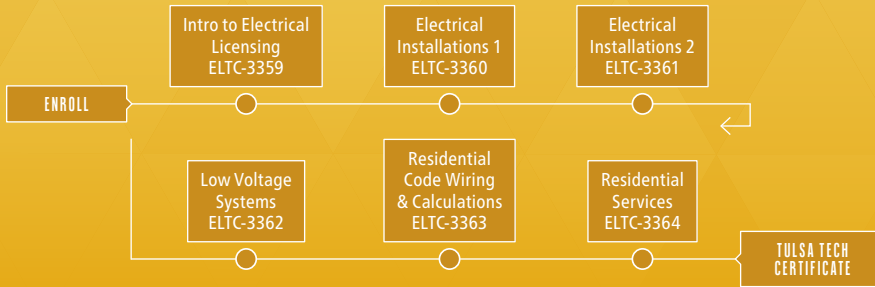 ENROLL
Intro to Electrical
Licensing
ELTC-3359
Electrical
Installations 1
ELTC-3360
Electrical
Installations 2
ELTC-3361
Low Voltage
Systems
ELTC-3362
Residential
Code Wiring
& Calculations
ELTC-3363
Residential
Services
ELTC-3364
TULSA TECH
CERTIFICATE